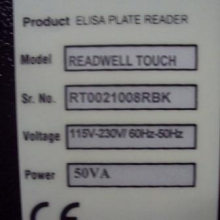 Product ELISA PLATE READER
Model READWELL TOUCH
Sr. No. RT0021008RBK
Voltage 115V-230V/ 60Hz-50Hz
Power 50VA
CE